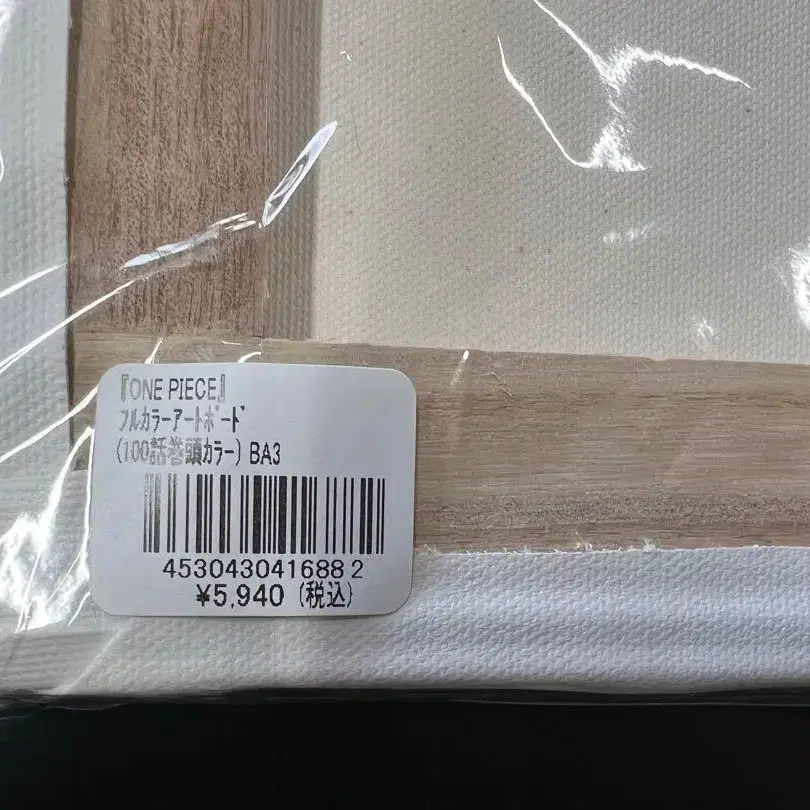 『ONE PIECE』
ﾌﾙｶﾗｰｱｰﾄﾎﾞｰﾄﾞ
(100話巻頭ｶﾗｰ) BA3
4530430416882
¥5,940 (税込)